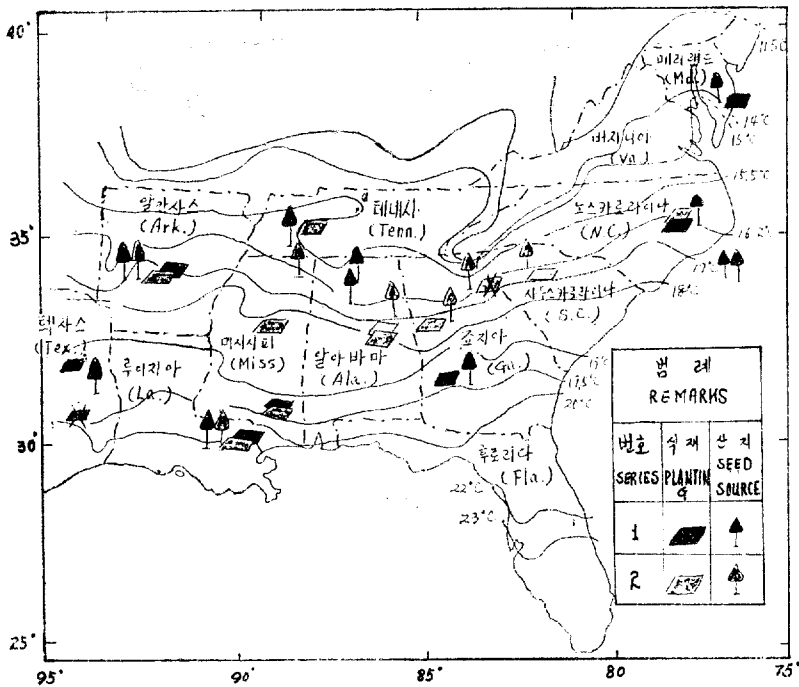 40°
35°
30°
25°
95°
90°
85°
80
75°
메리랜드
(Md.)
버지니아
(Va.)
노스카로라이나
(N.C.)
사우스카로라이나
(S.C.)
알칸사스
(Ark.)
테네시
(Tenn.)
텍사스
(Tex.)
루이지아
(La.)
미시시피
(Miss)
알아바마
(Ala.)
죠지아
(Ga.)
후로리다
(Fla.)
14°C
15°C
15.5°C
16.2°C
17°C
18°C
19°C
19.5°C
20°C
22°C
23°C
범 례
REMARKS
번호 식재 산지
SERIES PLANTING SEED SOURCE
1
2